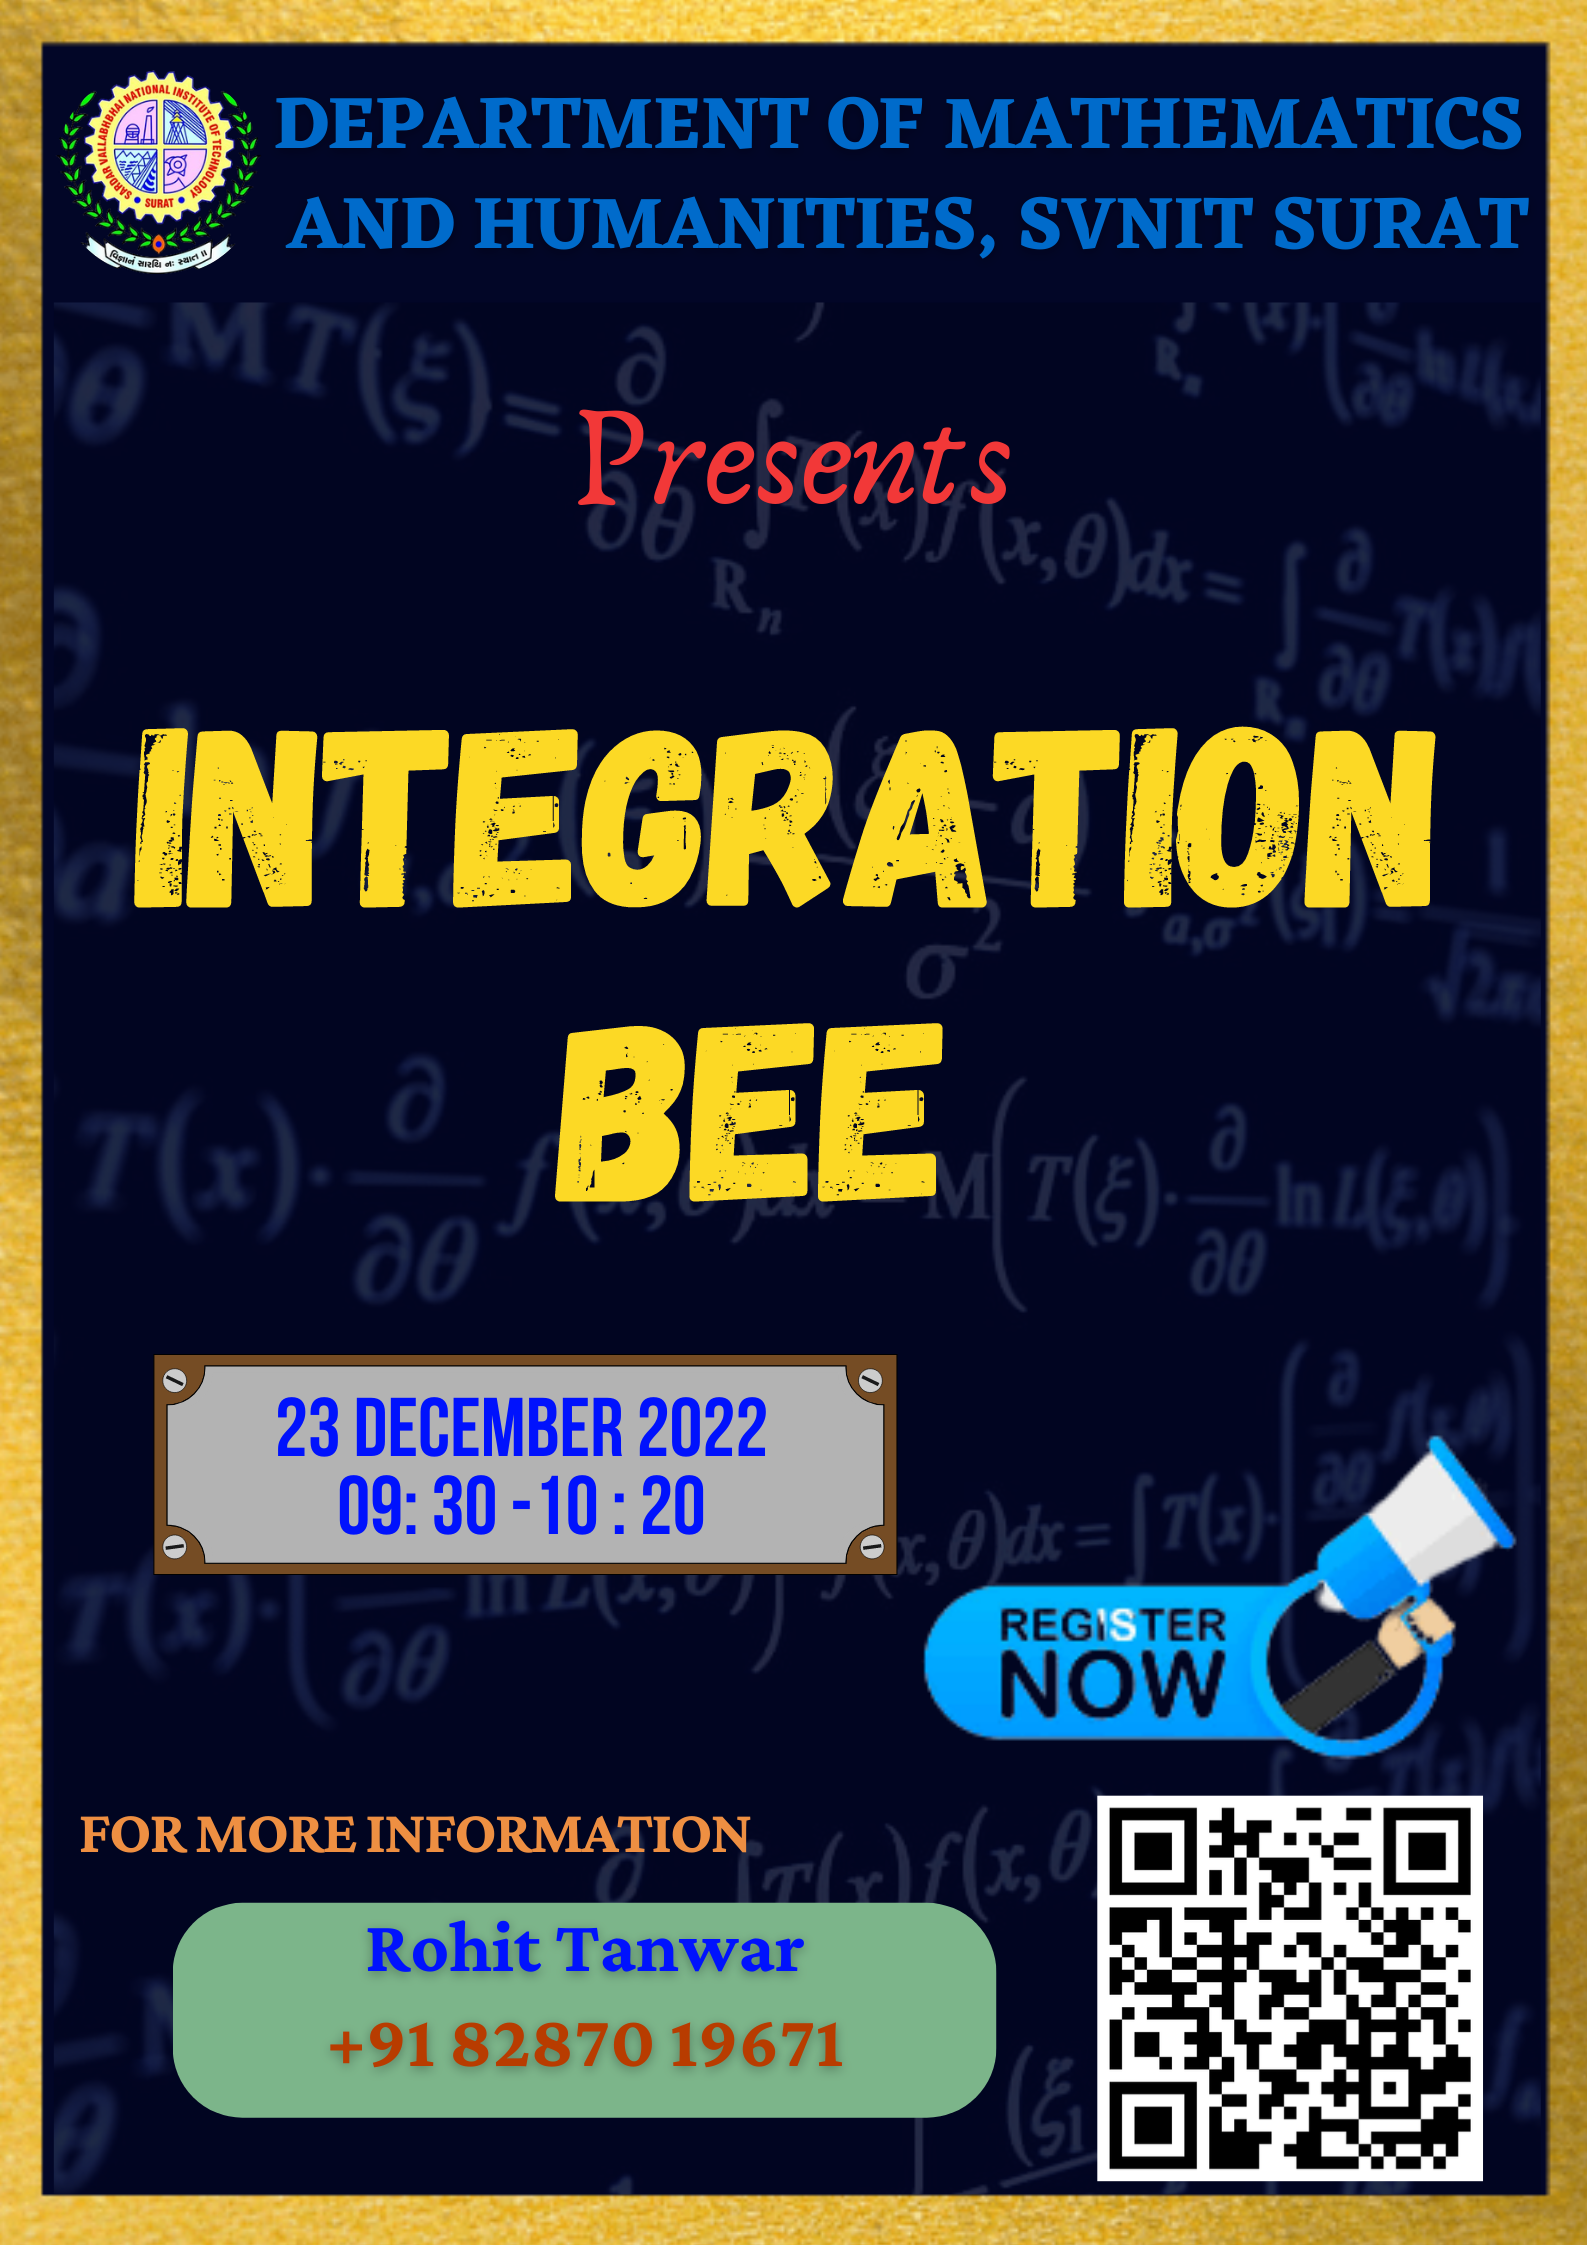 SARDAR VALLABHBHAI NATIONAL INSTITUTE OF TECHNOLOGY
SURAT
विज्ञानं सारथि नः स्यात् ॥
DEPARTMENT OF MATHEMATICS
AND HUMANITIES, SVNIT SURAT
Presents
INTEGRATION
BEE
23 DECEMBER 2022
09: 30 -10 : 20
REGISTER
NOW
FOR MORE INFORMATION
Rohit Tanwar
+91 82870 19671